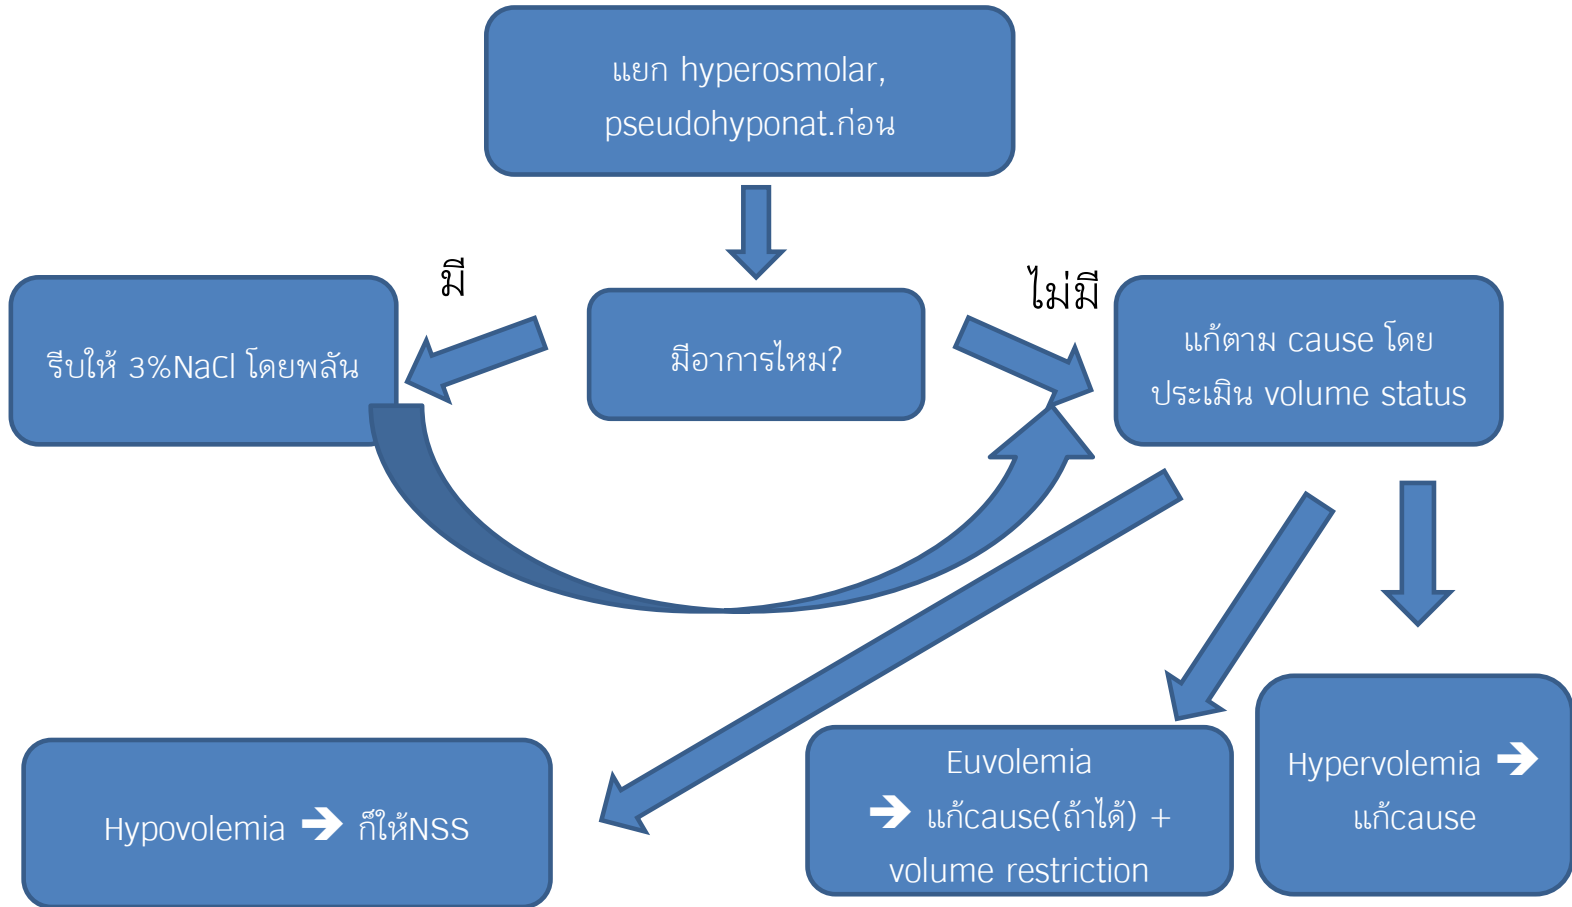 แยก hyperosmolar,
pseudohyponat.ก่อน
มี
ไม่มี
รีบให้ 3%NaCl โดยพลัน
มีอาการไหม?
แก้ตาม cause โดย
ประเมิน volume status
Hypovolemia ➔ ก็ให้NSS
Euvolemia
➔ แก้cause(ถ้าได้) +
volume restriction
Hypervolemia ➔
แก้cause